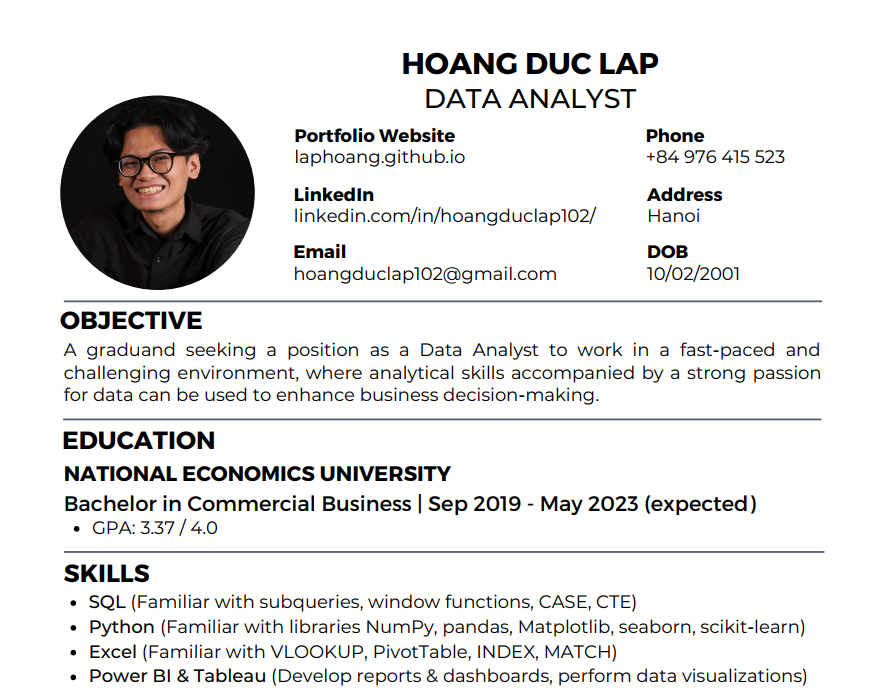 HOANG DUC LAP
DATA ANALYST
Portfolio Website
laphoang.github.io
Phone
+84 976 415 523
LinkedIn
linkedin.com/in/hoangduclap102/
Address
Hanoi
Email
hoangduclap102@gmail.com
DOB
10/02/2001
OBJECTIVE
A graduand seeking a position as a Data Analyst to work in a fast-paced and
challenging environment, where analytical skills accompanied by a strong passion
for data can be used to enhance business decision-making.
EDUCATION
NATIONAL ECONOMICS UNIVERSITY
Bachelor in Commercial Business | Sep 2019 - May 2023 (expected)
• GPA: 3.37 / 4.0
SKILLS
• SQL (Familiar with subqueries, window functions, CASE, CTE)
• Python (Familiar with libraries NumPy, pandas, Matplotlib, seaborn, scikit-learn)
• Excel (Familiar with VLOOKUP, PivotTable, INDEX, MATCH)
• Power BI & Tableau (Develop reports & dashboards, perform data visualizations)